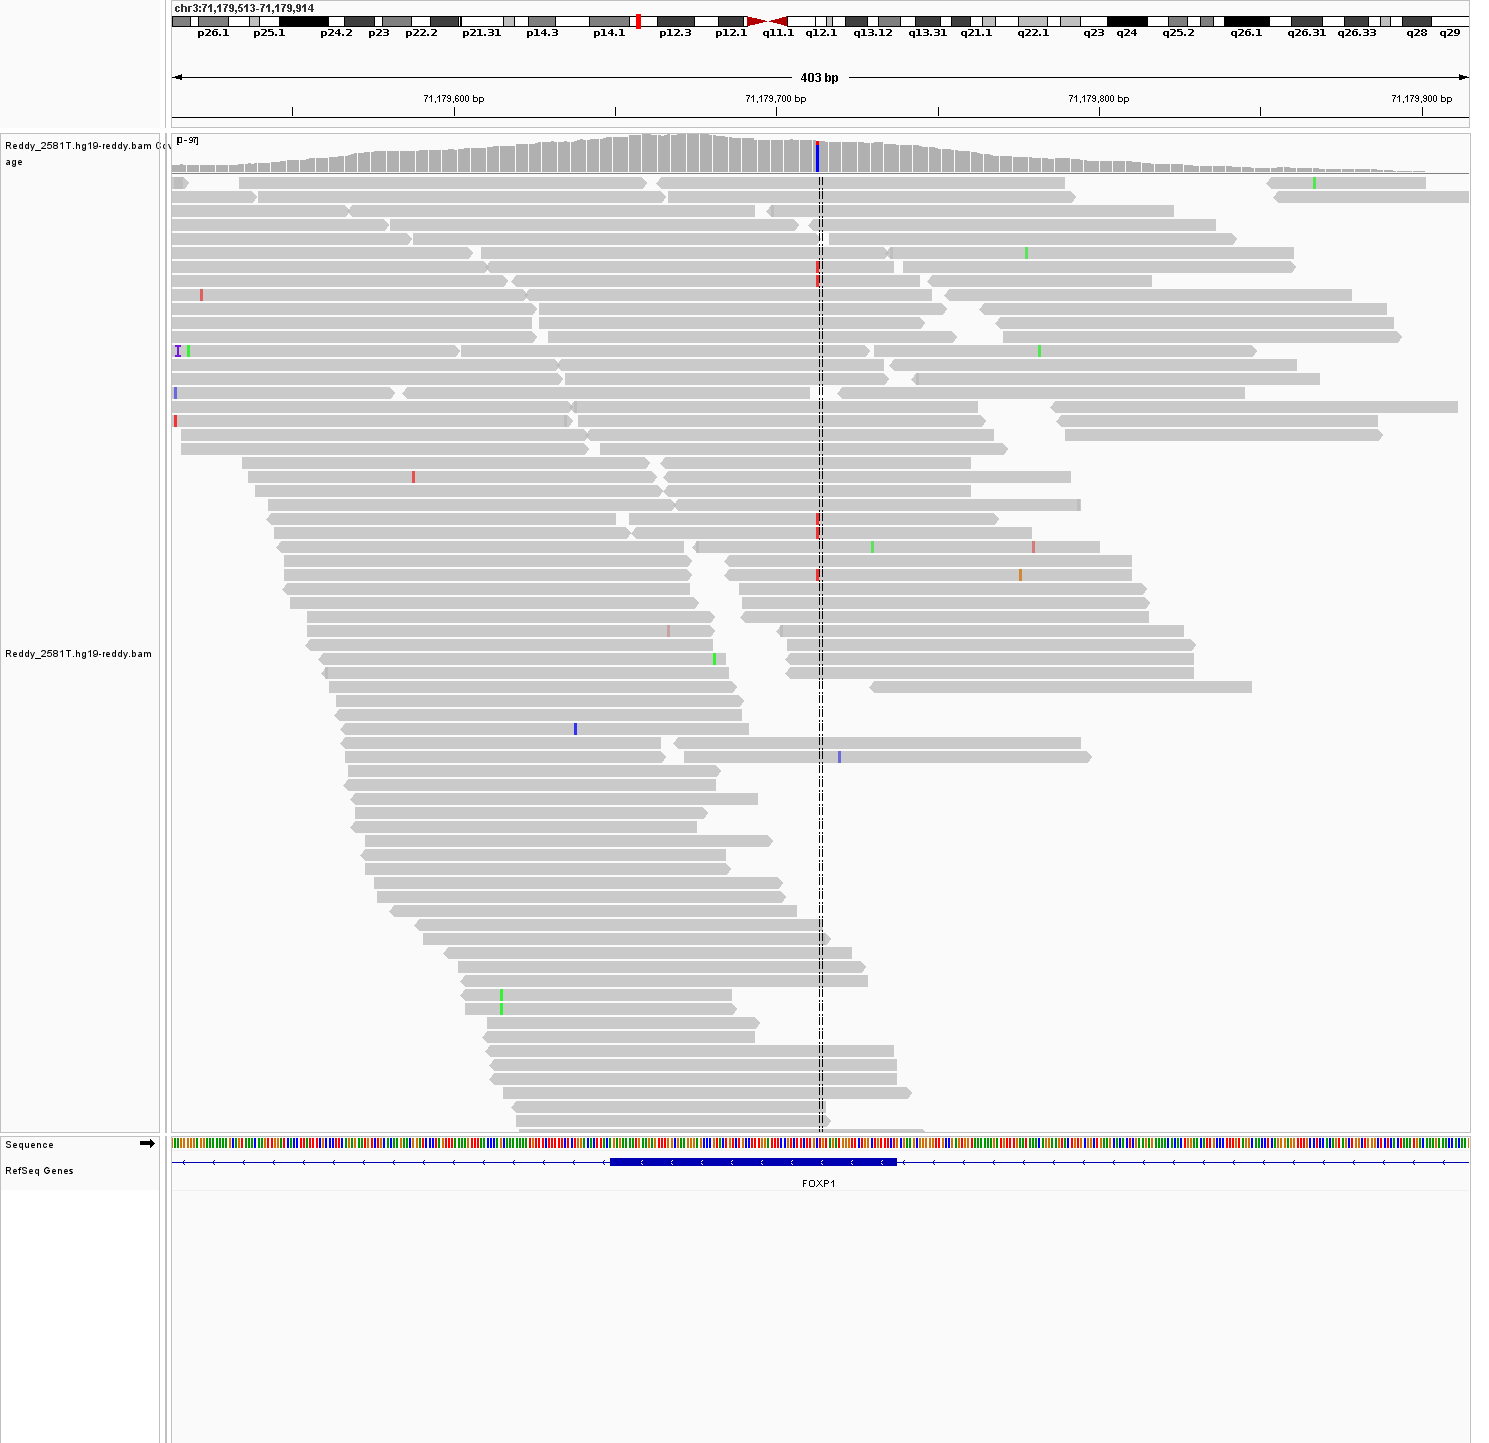 chr3:71,179,513-71,179,914
p26.1 p25.1 p24.2 p23 p22.2 p21.31 p14.3 p14.1 p12.3 p12.1 q11.1 q12.1 q13.12 q13.31 q21.1 q22.1 q23 q24 q25.2 q26.1 q26.31 q26.33 q28 q29
403 bp
71,179,600 bp 71,179,700 bp 71,179,800 bp 71,179,900 bp
[0 - 97]
Reddy_2581T.hg19-reddy.bam Cov
age
Reddy_2581T.hg19-reddy.bam
Sequence
RefSeq Genes
FOXP1